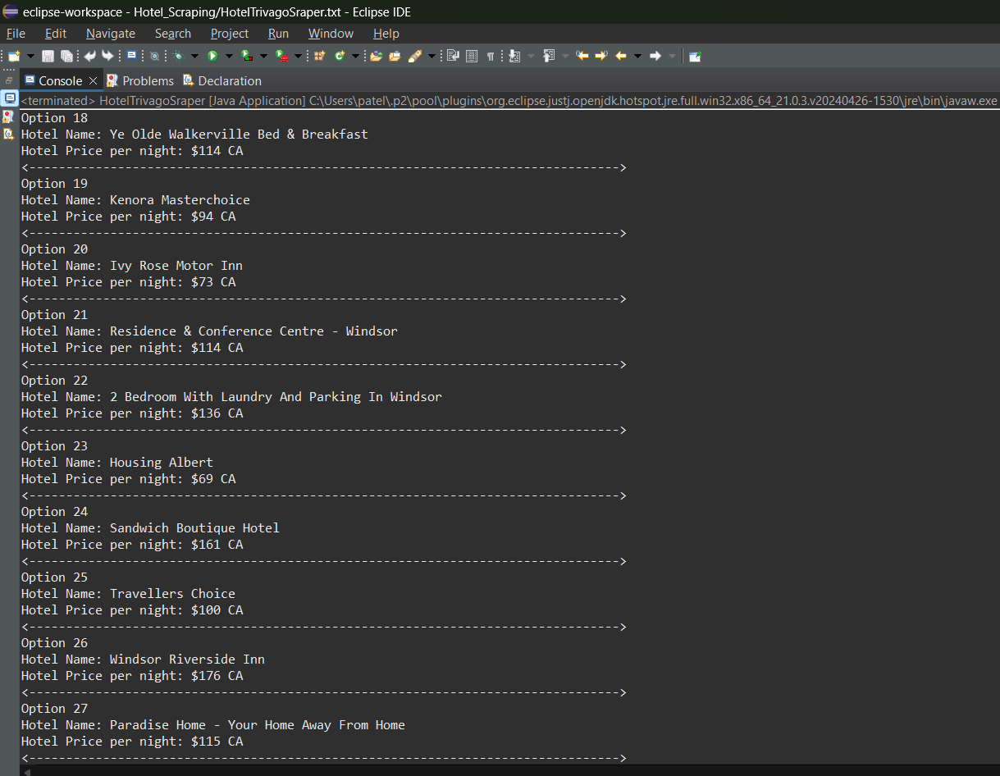 eclipse-workspace - Hotel_Scraping/HotelTrivagoSraper.txt - Eclipse IDE
File Edit Navigate Search Project Run Window Help
Console Problems Declaration
<terminated> HotelTrivagoSraper [Java Application] C:\Users\patel\.p2\pool\plugins\org.eclipse.justj.openjdk.hotspot.jre.full.win32.x86_64_21.0.3.v20240426-1530\jre\bin\javaw.exe
Option 18
Hotel Name: Ye Olde Walkerville Bed & Breakfast
Hotel Price per night: $114 CA
<-------------------------------------------------------------------------------->
Option 19
Hotel Name: Kenora Masterchoice
Hotel Price per night: $94 CA
<-------------------------------------------------------------------------------->
Option 20
Hotel Name: Ivy Rose Motor Inn
Hotel Price per night: $73 CA
<-------------------------------------------------------------------------------->
Option 21
Hotel Name: Residence & Conference Centre - Windsor
Hotel Price per night: $114 CA
<-------------------------------------------------------------------------------->
Option 22
Hotel Name: 2 Bedroom With Laundry And Parking In Windsor
Hotel Price per night: $136 CA
<-------------------------------------------------------------------------------->
Option 23
Hotel Name: Housing Albert
Hotel Price per night: $69 CA
<-------------------------------------------------------------------------------->
Option 24
Hotel Name: Sandwich Boutique Hotel
Hotel Price per night: $161 CA
<-------------------------------------------------------------------------------->
Option 25
Hotel Name: Travellers Choice
Hotel Price per night: $100 CA
<-------------------------------------------------------------------------------->
Option 26
Hotel Name: Windsor Riverside Inn
Hotel Price per night: $176 CA
<-------------------------------------------------------------------------------->
Option 27
Hotel Name: Paradise Home - Your Home Away From Home
Hotel Price per night: $115 CA
<-------------------------------------------------------------------------------->